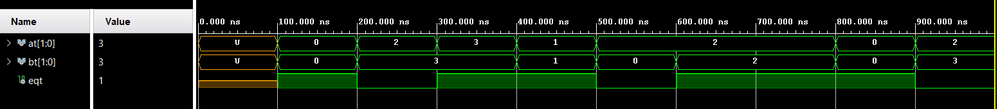 Name Value
0.000 ns 100.000 ns 200.000 ns 300.000 ns 400.000 ns 500.000 ns 600.000 ns 700.000 ns 800.000 ns 900.000 ns
at[1:0] 3 U 0 2 3 1 2 0 2
bt[1:0] 3 U 0 3 1 0 2 0 3
eqt 1